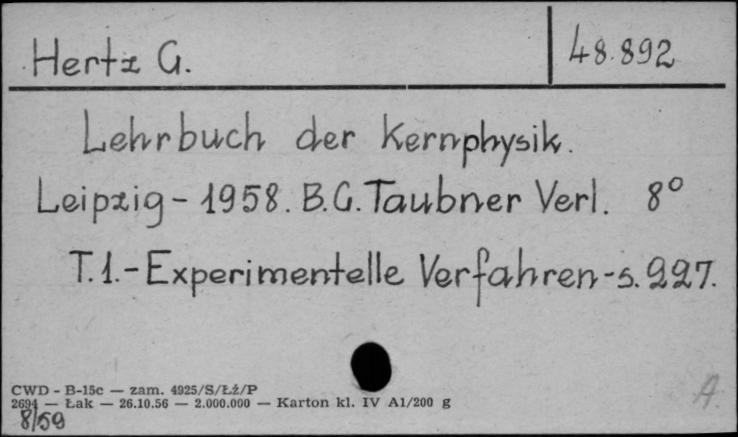 Hertz G.
48.892
Lehrbuch der Kernphysik.
Leipzig - 1958. B.G. Taubner Verl. 8°
T.1. - Experimentelle Verfahren - s. 227.
CWD - B-15c — zam. 4925/S/Łź/P
2694 — Łak — 26.10.56 — 2.000.000 — Karton kl. IV A1/200 g
8/59
A.